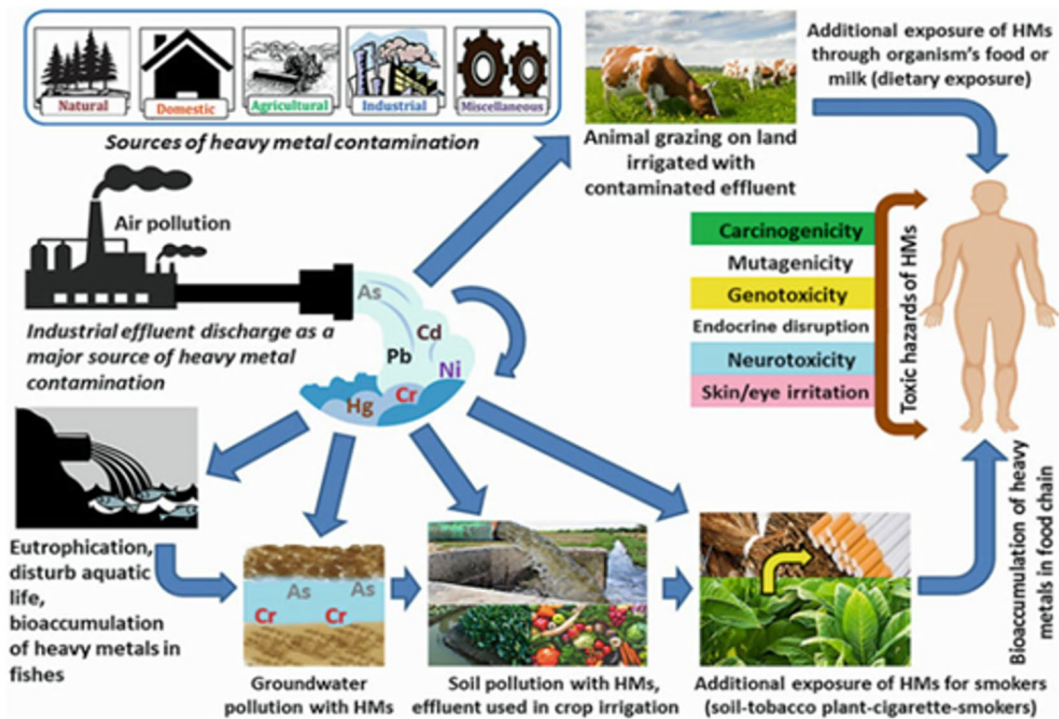 Natural
Domestic
Agricultural
Industrial
Miscellaneous
Sources of heavy metal contamination
Air pollution
Industrial effluent discharge as a
major source of heavy metal
contamination
As
Cd
Pb
Ni
Cr
Hg
Animal grazing on land
irrigated with
contaminated effluent
Additional exposure of HMs
through organism's food or
milk (dietary exposure)
Carcinogenicity
Mutagenicity
Genotoxicity
Endocrine disruption
Neurotoxicity
Skin/eye irritation
Toxic hazards of HMs
Eutrophication,
disturb aquatic
life,
bioaccumulation
of heavy metals in
fishes
As
As
Cr
Cr
Groundwater
pollution with HMs
Soil pollution with HMs,
effluent used in crop irrigation
Additional exposure of HMs for smokers
(soil-tobacco plant-cigarette-smokers)
Bioaccumulation of heavy
metals in food chain